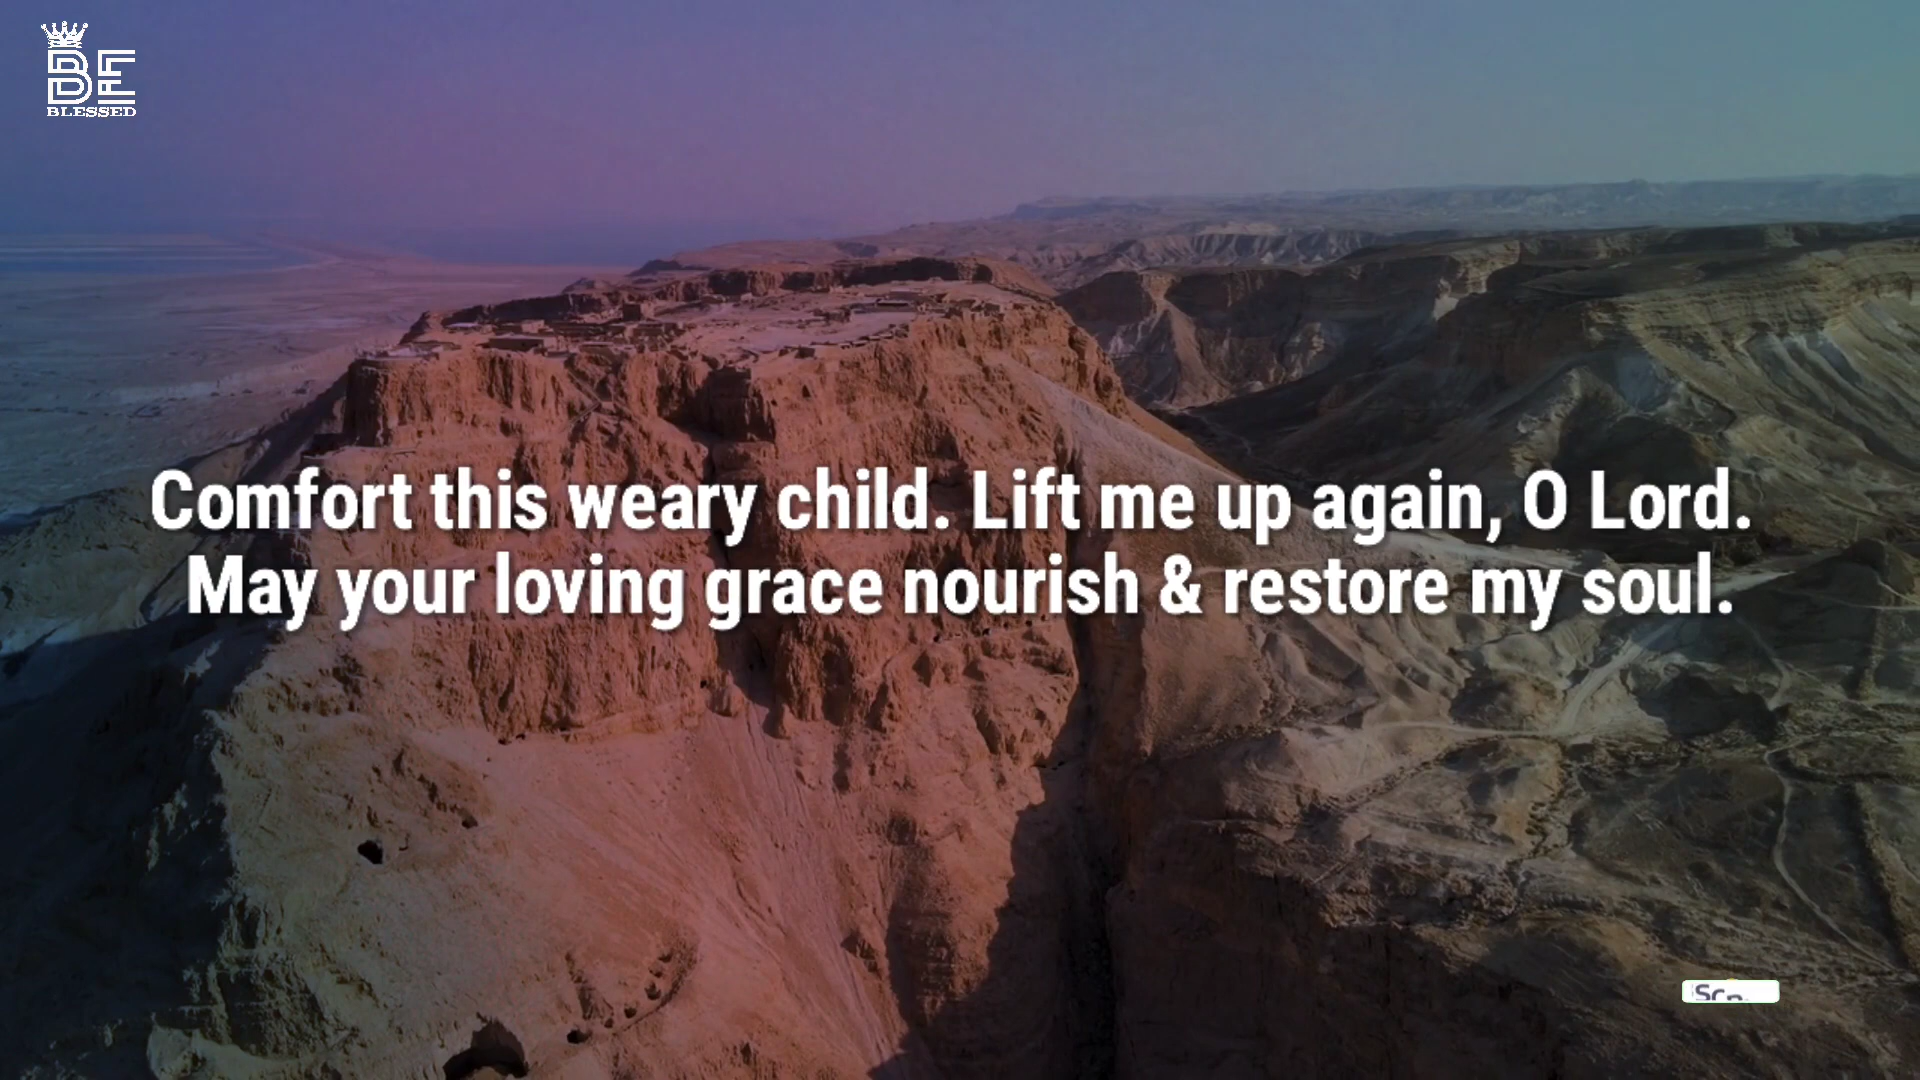 BE
BLESSED
Comfort this weary child. Lift me up again, O Lord.
May your loving grace nourish & restore my soul.